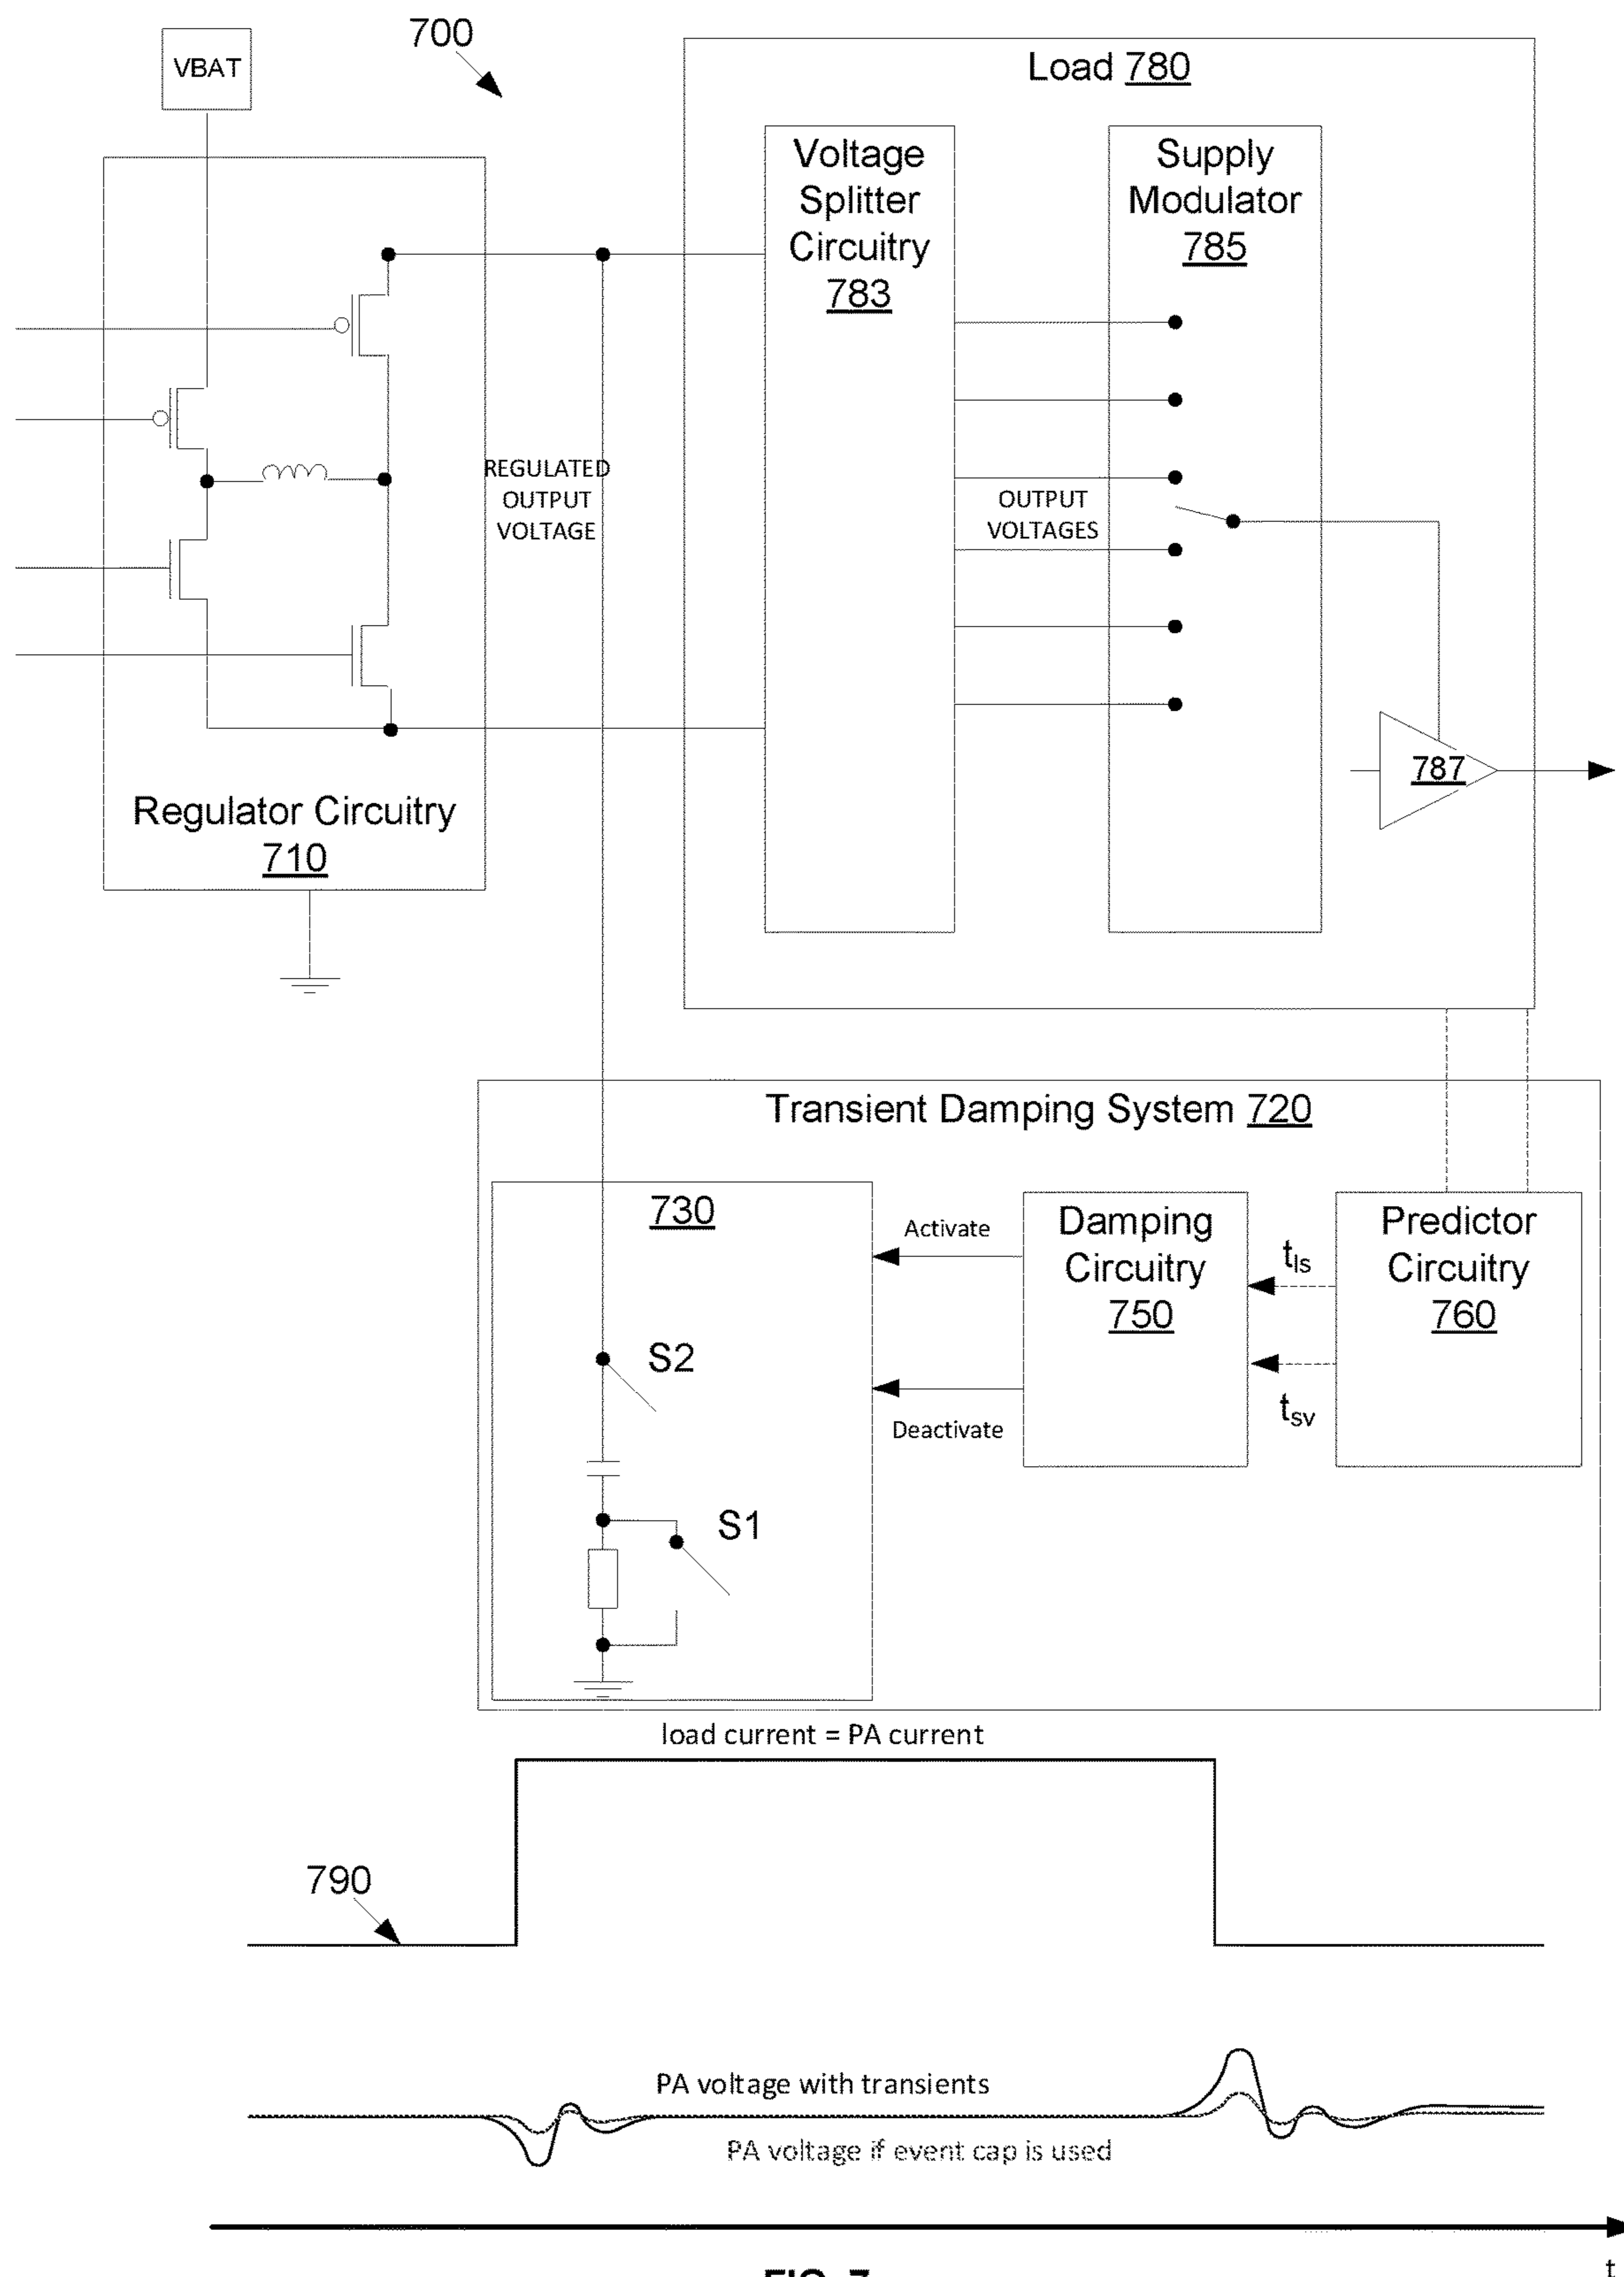 700
VBAT
Load 780
Voltage
Splitter
Circuitry
783
Supply
Modulator
785
REGULATED
OUTPUT
VOLTAGE
OUTPUT
VOLTAGES
787
Regulator Circuitry
710
Transient Damping System 720
730
Activate
Deactivate
Damping
Circuitry
750
tls
tsv
Predictor
Circuitry
760
S2
S1
load current = PA current
790
PA voltage with transients
PA voltage if event cap is used
t
FIG. 7